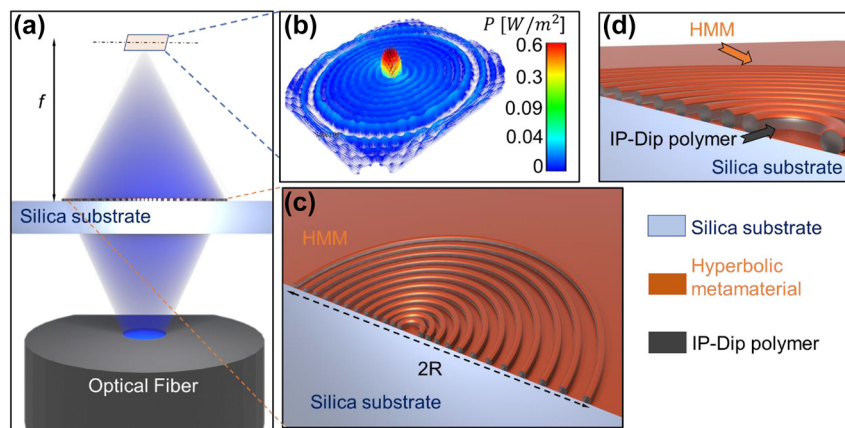 (a)
f
Silica substrate
Optical Fiber
(b)
P [W/m²]
0.6
0.3
0.09
0.04
0
(c)
HMM
2R
Silica substrate
(d)
HMM
IP-Dip polymer
Silica substrate
Silica substrate
Hyperbolic
metamaterial
IP-Dip polymer